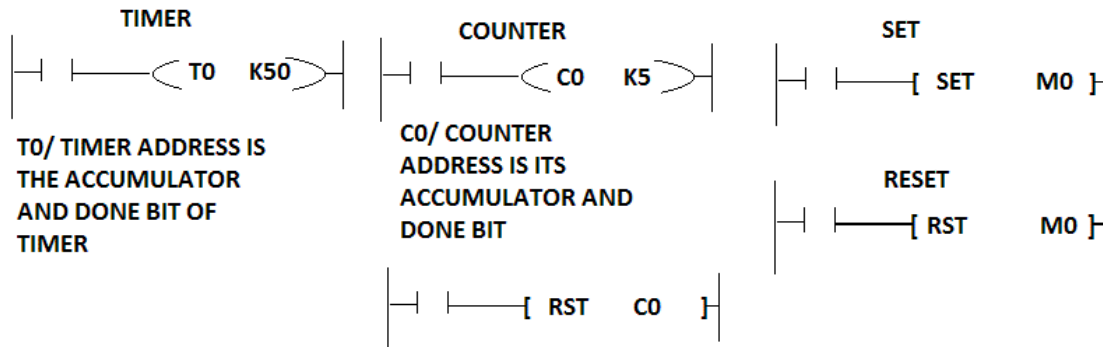 TIMER
T0 K50
T0/ TIMER ADDRESS IS
THE ACCUMULATOR
AND DONE BIT OF
TIMER
COUNTER
C0 K5
C0/ COUNTER
ADDRESS IS ITS
ACCUMULATOR AND
DONE BIT
[ RST C0 ]
SET
[ SET M0 ]
RESET
[ RST M0 ]